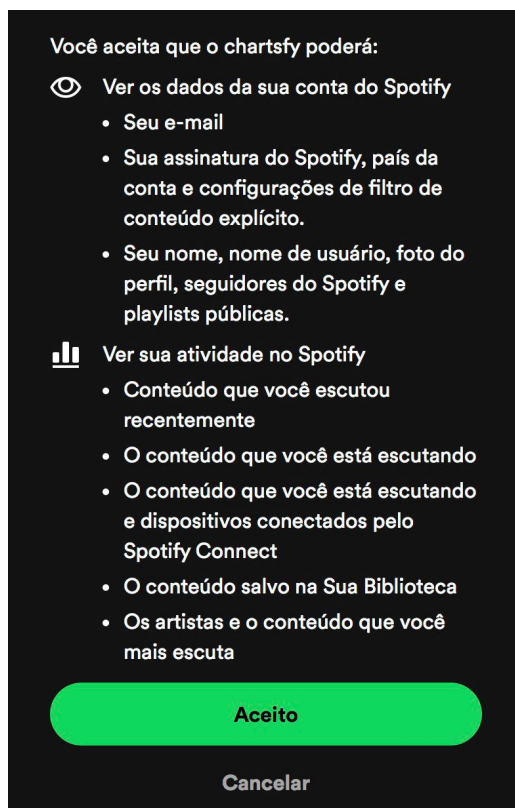 Você aceita que o chartsfy poderá:
Ver os dados da sua conta do Spotify
• Seu e-mail
• Sua assinatura do Spotify, país da
conta e configurações de filtro de
conteúdo explícito.
• Seu nome, nome de usuário, foto do
perfil, seguidores do Spotify e
playlists públicas.
Ver sua atividade no Spotify
• Conteúdo que você escutou
recentemente
• O conteúdo que você está escutando
• O conteúdo que você está escutando
e dispositivos conectados pelo
Spotify Connect
• O conteúdo salvo na Sua Biblioteca
• Os artistas e o conteúdo que você
mais escuta
Aceito
Cancelar